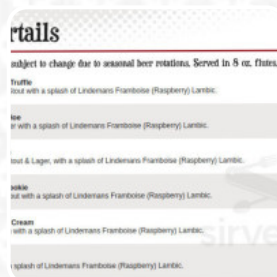 rtails
subject to change due to seasonal beer rotations. Served in 8 oz. flutes.
Truffle
tout with a splash of Lindemans Framboise (Raspberry) Lambic.
oe
er with a splash of Lindemans Framboise (Raspberry) Lambic.
tout & Lager, with a splash of Lindemans Framboise (Raspberry) Lambic.
ookie
out with a splash of Lindemans Framboise (Raspberry) Lambic.
Cream
with a splash of Lindemans Framboise (Raspberry) Lambic.
splash of Lindemans Framboise (Raspberry) Lambic.
sirve